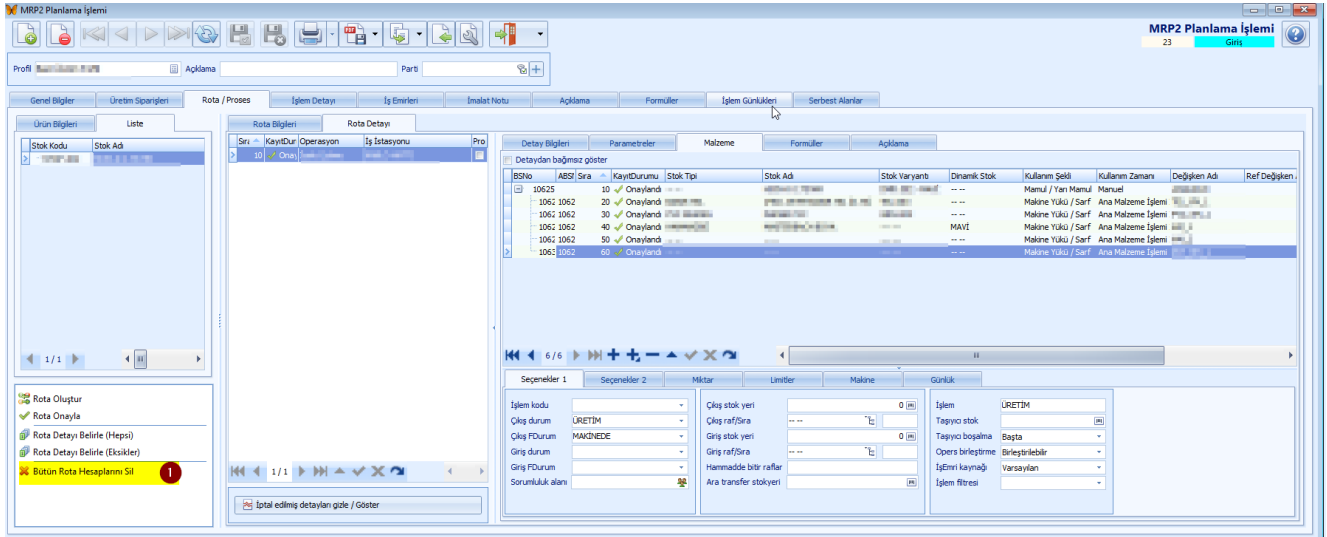 MRP2 Planlama İşlemi
MRP2 Planlama İşlemi
23 Giriş
Profil Açıklama Parti
Genel Bilgiler Üretim Siparişleri Rota / Proses İşlem Detayı İş Emirleri İmalat Notu Açıklama Formüller İşlem Günlükleri Serbest Alanlar
Ürün Bilgileri Liste Rota Bilgileri Rota Detayı
Stok Kodu Stok Adı
Sıra KayıtDur Operasyon İş İstasyonu Pro
10 Onay
Detay Bilgileri Parametreler Malzeme Formüller Açıklama
Detaydan bağımsız göster
BSNo ABSN Sıra KayıtDurumu Stok Tipi Stok Adı Stok Varyantı Dinamik Stok Kullanım Şekli Kullanım Zamanı Değişken Adı Ref Değişken
10625 10 Onaylandı -- -- Mamul / Yarı Mamul Manuel
1062 1062 20 Onaylandı -- -- Makine Yükü / Sarf Ana Malzeme İşlemi
1062 1062 30 Onaylandı -- -- Makine Yükü / Sarf Ana Malzeme İşlemi
1062 1062 40 Onaylandı MAVİ Makine Yükü / Sarf Ana Malzeme İşlemi
1062 1062 50 Onaylandı -- -- Makine Yükü / Sarf Ana Malzeme İşlemi
1063 1062 60 Onaylandı -- -- Makine Yükü / Sarf Ana Malzeme İşlemi
1 / 1
6 / 6
Rota Oluştur
Rota Onayla
Rota Detayı Belirle (Hepsi)
Rota Detayı Belirle (Eksikler)
Bütün Rota Hesaplarını Sil 1
1 / 1
İptal edilmiş detayları gizle / Göster
Seçenekler 1 Seçenekler 2 Miktar Limitler Makine Günlük
İşlem kodu Çıkış stok yeri 0 İşlem ÜRETİM
Çıkış durum ÜRETİM Çıkış raf/Sıra -- -- Taşıyıcı stok
Çıkış FDurum MAKİNEDE Giriş stok yeri 0 Taşıyıcı boşalma Başta
Giriş durum Giriş raf/Sıra -- -- Opers birleştirme Birleştirilebilir
Giriş FDurum Hammadde bitir raflar İşEmri kaynağı Varsayılan
Sorumluluk alanı Ara transfer stokyeri İşlem filtresi